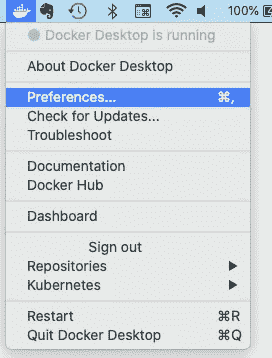 100%
Docker Desktop is running
About Docker Desktop
Preferences... ⌘,
Check for Updates...
Troubleshoot
Documentation
Docker Hub
Dashboard
Sign out
Repositories
Kubernetes
Restart ⌘R
Quit Docker Desktop ⌘Q